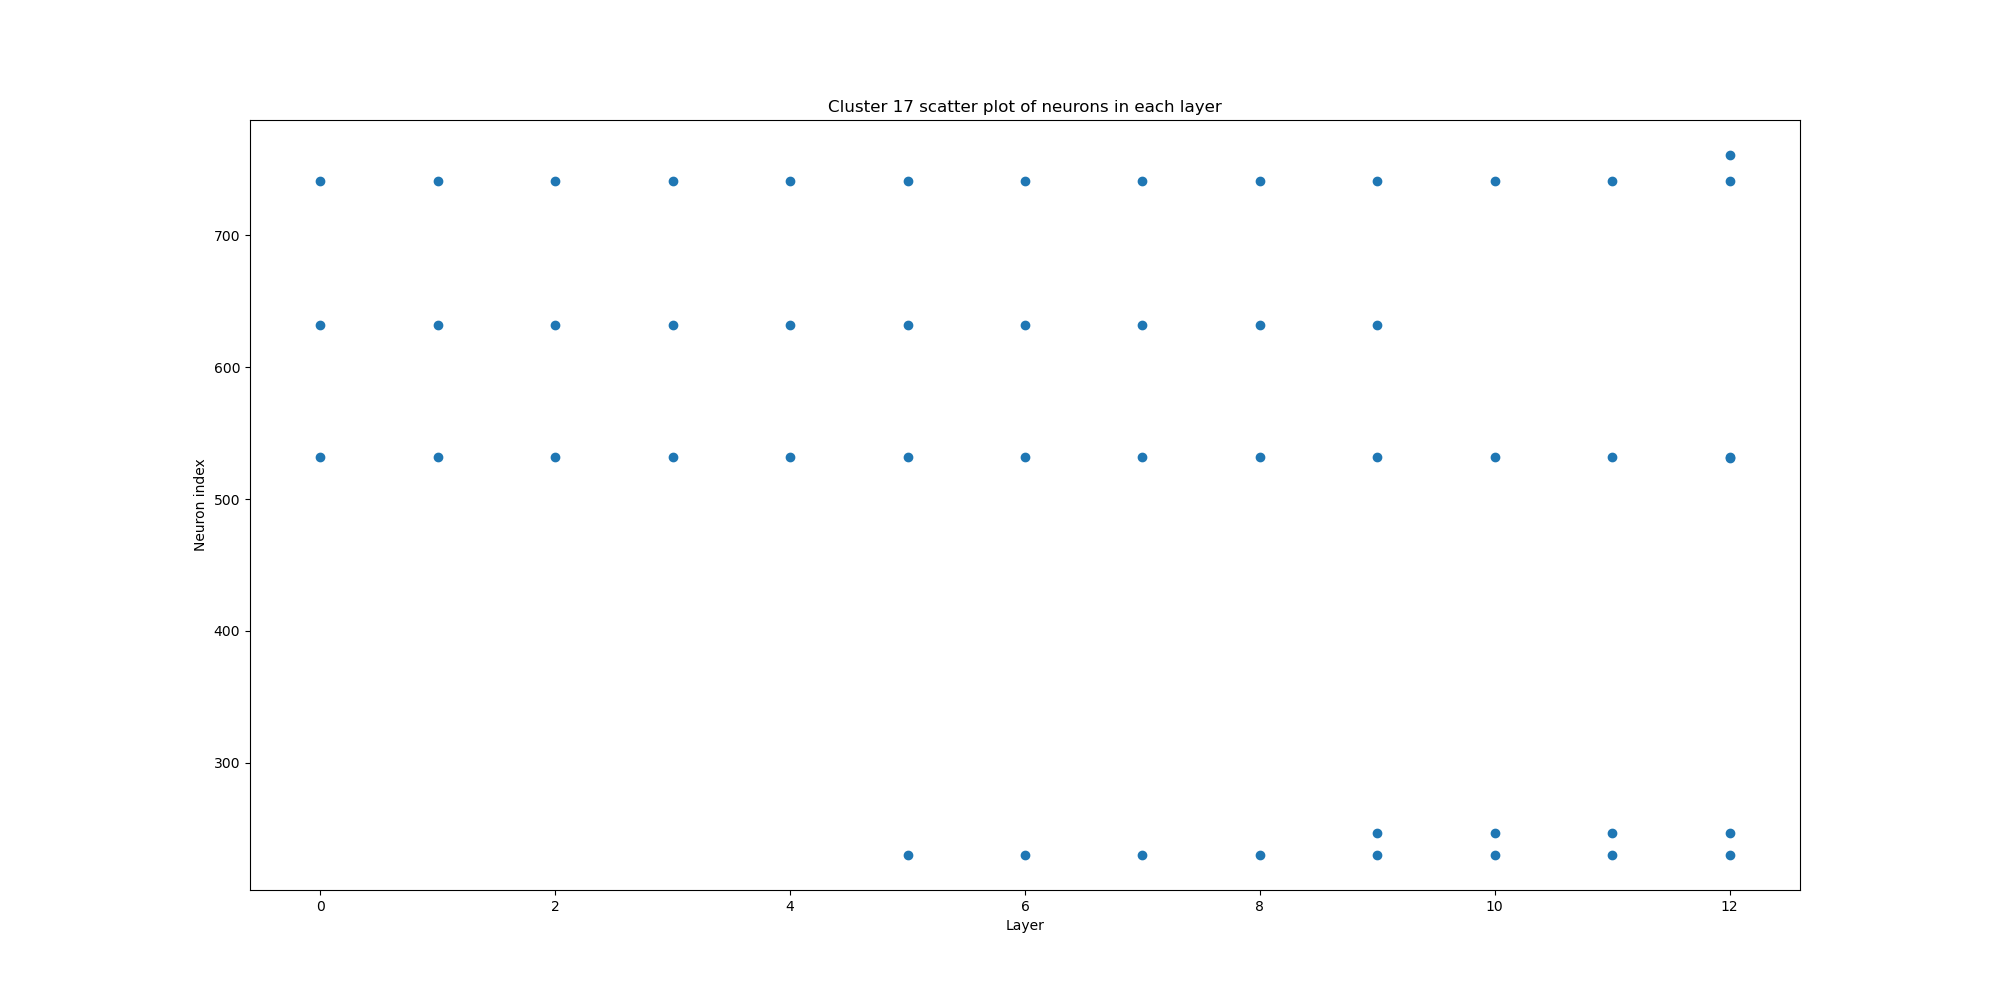 Cluster 17 scatter plot of neurons in each layer
700
600
500
400
300
Neuron index
0 2 4 6 8 10 12
Layer